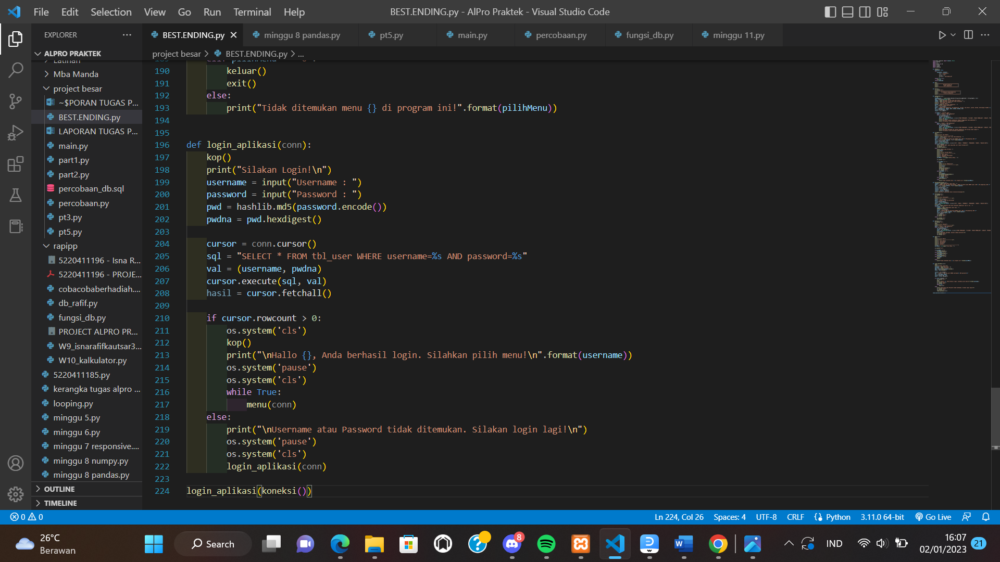 File Edit Selection View Go Run Terminal Help
BEST.ENDING.py - AlPro Praktek - Visual Studio Code
EXPLORER
BEST.ENDING.py
minggu 8 pandas.py
pt5.py
main.py
percobaan.py
fungsi_db.py
minggu 11.py
project besar > BEST.ENDING.py > ...
ALPRO PRAKTEK
Latihan
Mba Manda
project besar
~$PORAN TUGAS P...
BEST.ENDING.py
LAPORAN TUGAS P...
main.py
part1.py
part2.py
percobaan_db.sql
percobaan.py
pt3.py
pt5.py
rapipp
5220411196 - Isna R...
5220411196 - PROJE...
cobacobaberhadiah....
db_rafif.py
fungsi_db.py
PROJECT ALPRO PR...
W9_isnarafifkautsar3...
W10_kalkulator.py
5220411185.py
kerangka tugas alpro ...
looping.py
minggu 5.py
minggu 6.py
minggu 7 responsive....
minggu 8 numpy.py
minggu 8 pandas.py
OUTLINE
TIMELINE
190 keluar()
191 exit()
192 else:
193 print("Tidak ditemukan menu {} di program ini!".format(pilihMenu))
194
195
196 def login_aplikasi(conn):
197 kop()
198 print("Silakan Login!\n")
199 username = input("Username : ")
200 password = input("Password : ")
201 pwd = hashlib.md5(password.encode())
202 pwdna = pwd.hexdigest()
203
204 cursor = conn.cursor()
205 sql = "SELECT * FROM tbl_user WHERE username=%s AND password=%s"
206 val = (username, pwdna)
207 cursor.execute(sql, val)
208 hasil = cursor.fetchall()
209
210 if cursor.rowcount > 0:
211 os.system('cls')
212 kop()
213 print("\nHallo {}, Anda berhasil login. Silahkan pilih menu!\n".format(username))
214 os.system('pause')
215 os.system('cls')
216 while True:
217 menu(conn)
218 else:
219 print("\nUsername atau Password tidak ditemukan. Silakan login lagi!\n")
220 os.system('pause')
221 os.system('cls')
222 login_aplikasi(conn)
223
224 login_aplikasi(koneksi())
0 0
Ln 224, Col 26 Spaces: 4 UTF-8 CRLF Python 3.11.0 64-bit Go Live
26°C
Berawan
Search
8
IND
16:07
02/01/2023
21